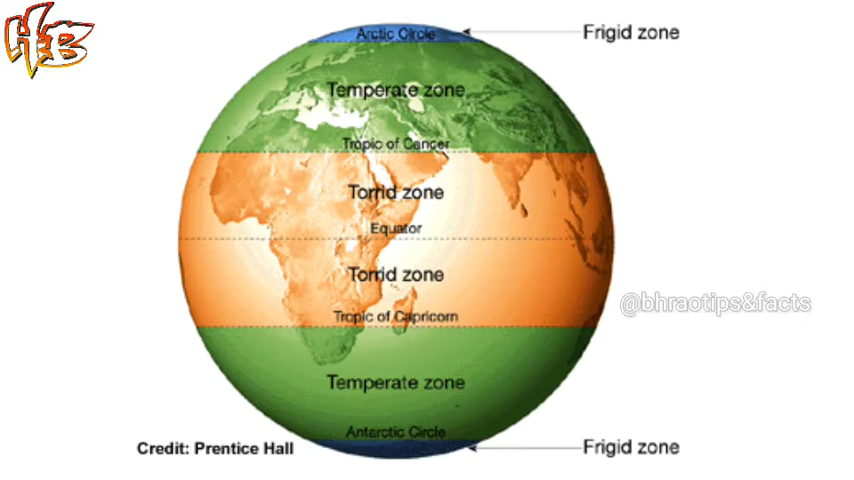 HB
Arctic Circle
Frigid zone
Temperate zone
Tropic of Cancer
Torrid zone
Equator
Torrid zone
@bhraotips&facts
Tropic of Capricorn
Temperate zone
Antarctic Circle
Credit: Prentice Hall
Frigid zone